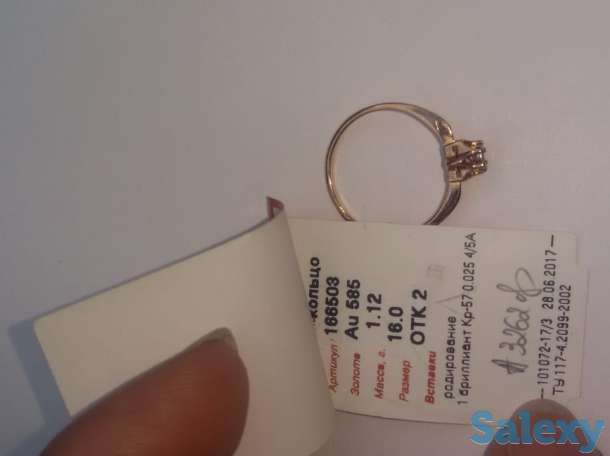 кольцо
Артикул 166503
Золото Au 585
Масса, г. 1.12
Размер 16.0
ОТК 2
Вставки
родирование
1 бриллиант Кр-57 0.025 4/5А
101072-17/3 28.06.2017
ТУ 117-4.2099-2002
Salexy